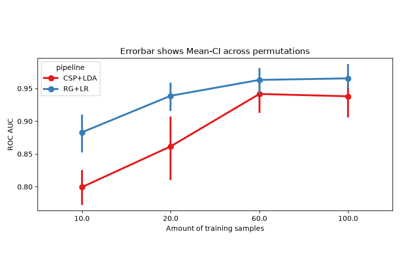 Errorbar shows Mean-CI across permutations
pipeline
CSP+LDA
RG+LR
ROC AUC
0.95
0.90
0.85
0.80
10.0 20.0 60.0 100.0
Amount of training samples